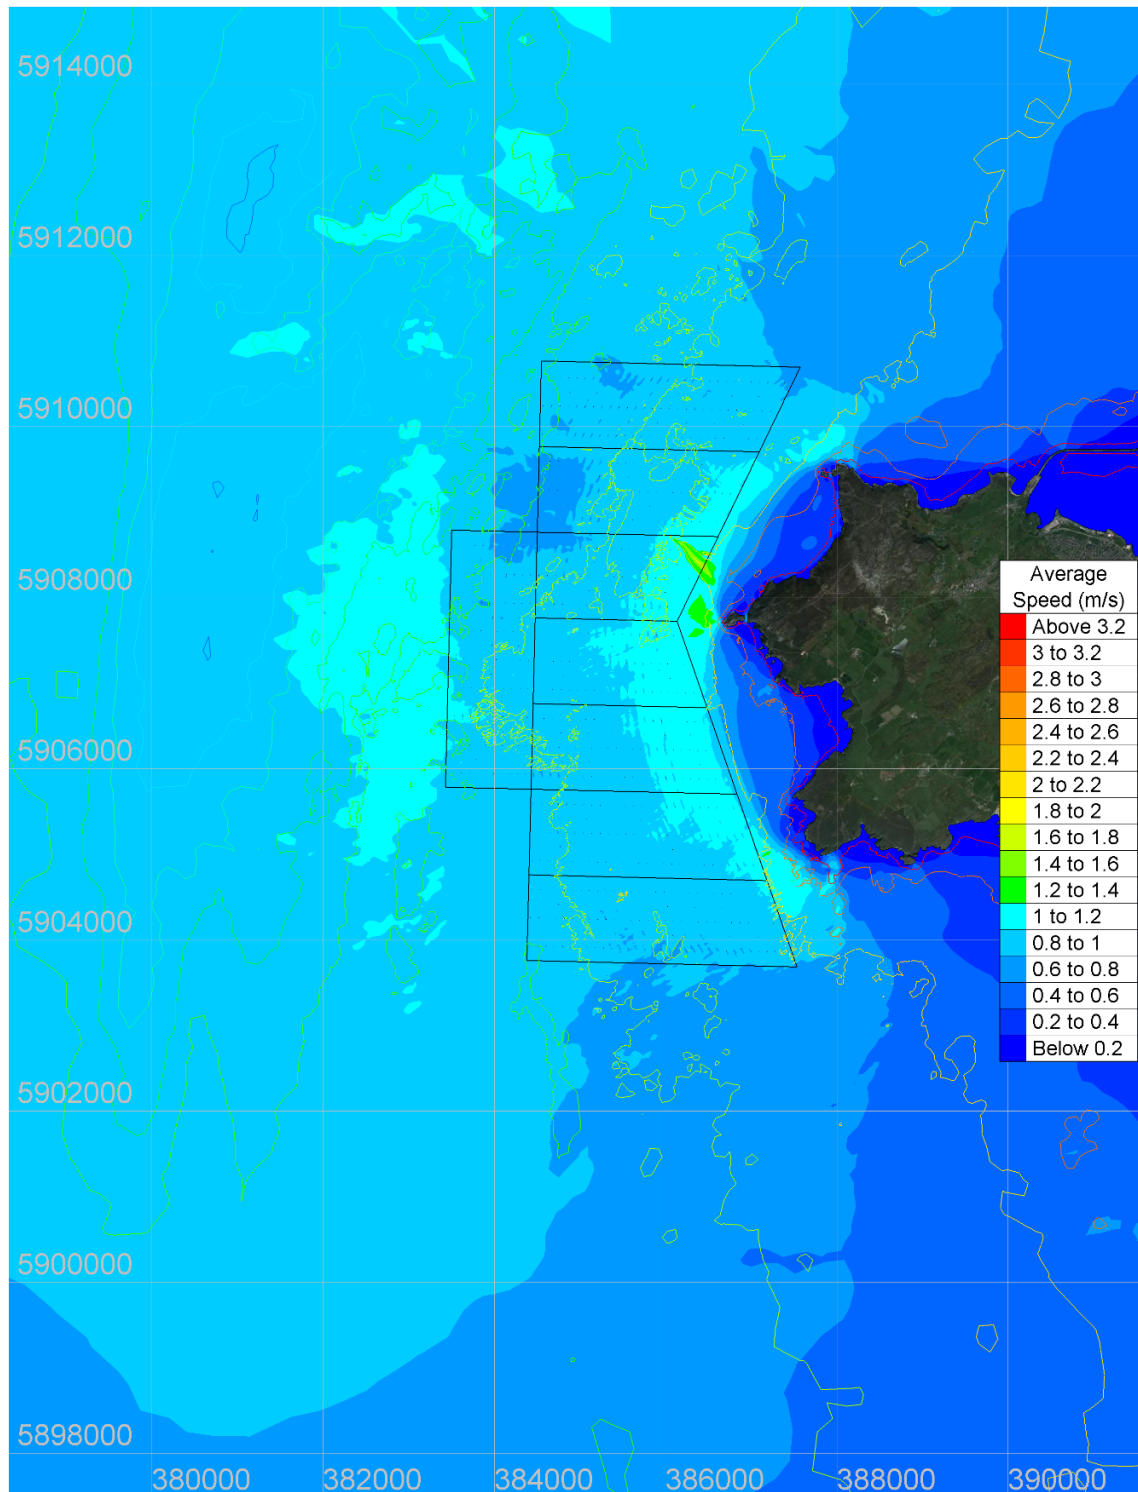 5914000
5912000
5910000
5908000
5906000
5904000
5902000
5900000
5898000
380000
382000
384000
386000
388000
390000
Average
Speed (m/s)
Above 3.2
3 to 3.2
2.8 to 3
2.6 to 2.8
2.4 to 2.6
2.2 to 2.4
2 to 2.2
1.8 to 2
1.6 to 1.8
1.4 to 1.6
1.2 to 1.4
1 to 1.2
0.8 to 1
0.6 to 0.8
0.4 to 0.6
0.2 to 0.4
Below 0.2